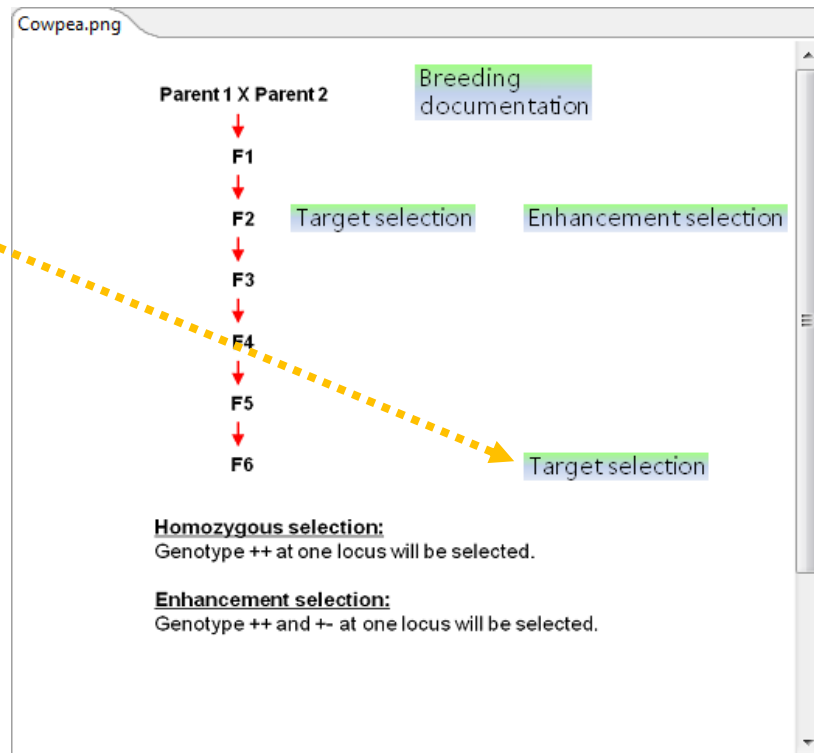 Cowpea.png
Parent 1 X Parent 2
Breeding
documentation
F1
F2 Target selection Enhancement selection
F3
F4
F5
F6 Target selection
Homozygous selection:
Genotype ++ at one locus will be selected.
Enhancement selection:
Genotype ++ and +- at one locus will be selected.